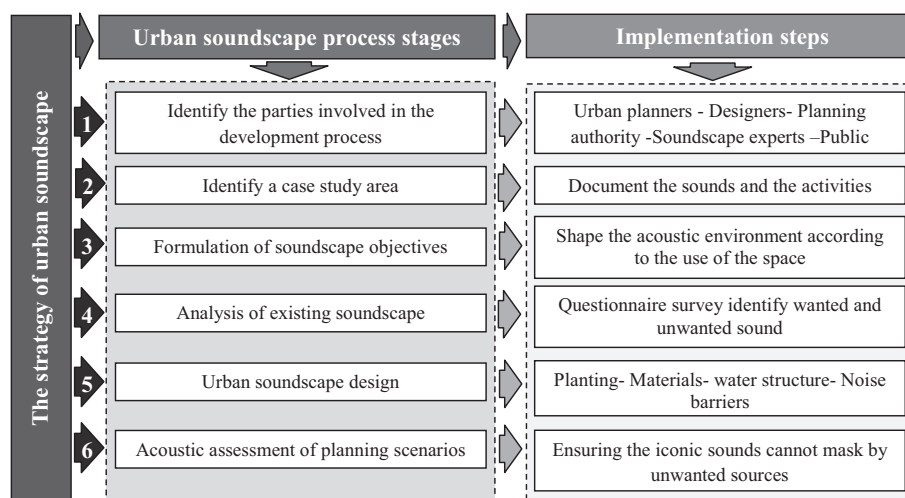 The strategy of urban soundscape
Urban soundscape process stages
Implementation steps
1
Identify the parties involved in the
development process
Urban planners - Designers- Planning
authority -Soundscape experts –Public
2
Identify a case study area
Document the sounds and the activities
3
Formulation of soundscape objectives
Shape the acoustic environment according
to the use of the space
4
Analysis of existing soundscape
Questionnaire survey identify wanted and
unwanted sound
5
Urban soundscape design
Planting- Materials- water structure- Noise
barriers
6
Acoustic assessment of planning scenarios
Ensuring the iconic sounds cannot mask by
unwanted sources